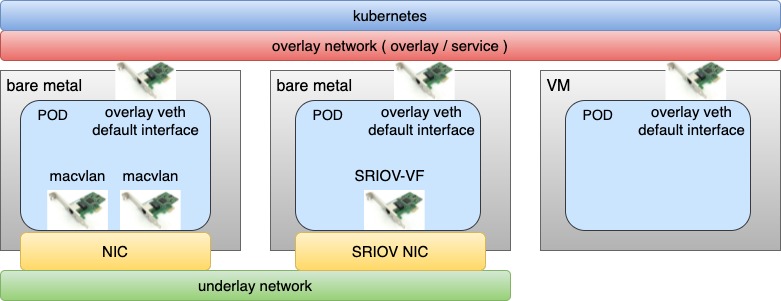 kubernetes
overlay network ( overlay / service )
bare metal
POD
overlay veth
default interface
macvlan
macvlan
NIC
bare metal
POD
overlay veth
default interface
SRIOV-VF
SRIOV NIC
VM
POD
overlay veth
default interface
underlay network